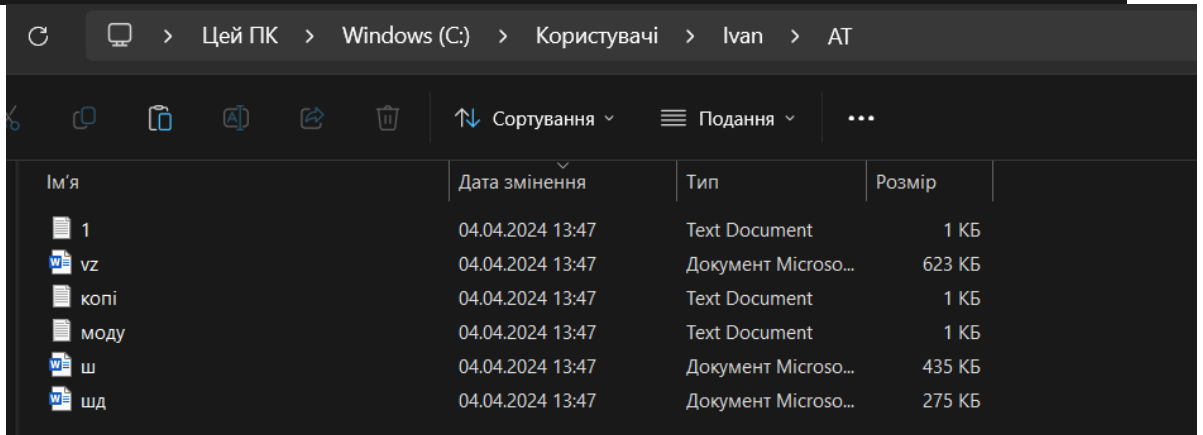 Цей ПК > Windows (C:) > Користувачі > Ivan > AT
Сортування Подання
Ім'я Дата змінення Тип Розмір
1 04.04.2024 13:47 Text Document 1 КБ
vz 04.04.2024 13:47 Документ Microso... 623 КБ
копі 04.04.2024 13:47 Text Document 1 КБ
моду 04.04.2024 13:47 Text Document 1 КБ
ш 04.04.2024 13:47 Документ Microso... 435 КБ
шд 04.04.2024 13:47 Документ Microso... 275 КБ